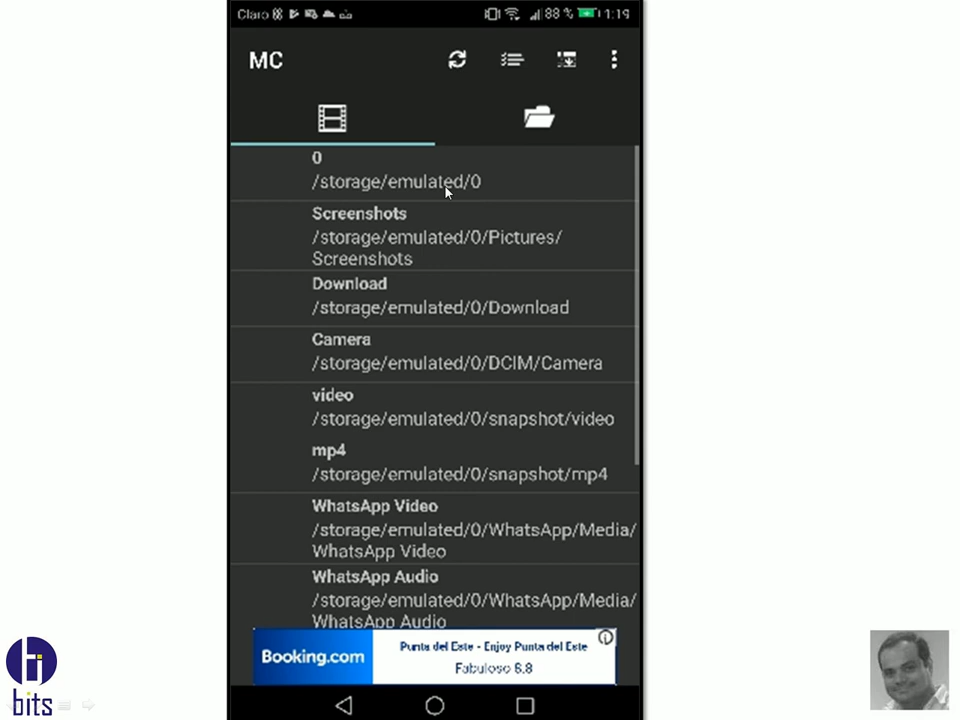 Claro 88 % 1:19
MC
0
/storage/emulated/0
Screenshots
/storage/emulated/0/Pictures/
Screenshots
Download
/storage/emulated/0/Download
Camera
/storage/emulated/0/DCIM/Camera
video
/storage/emulated/0/snapshot/video
mp4
/storage/emulated/0/snapshot/mp4
WhatsApp Video
/storage/emulated/0/WhatsApp/Media/
WhatsApp Video
WhatsApp Audio
/storage/emulated/0/WhatsApp/Media/
WhatsApp Audio
Booking.com
Punta del Este - Enjoy Punta del Este
Fabuloso 8.8
hi
bits